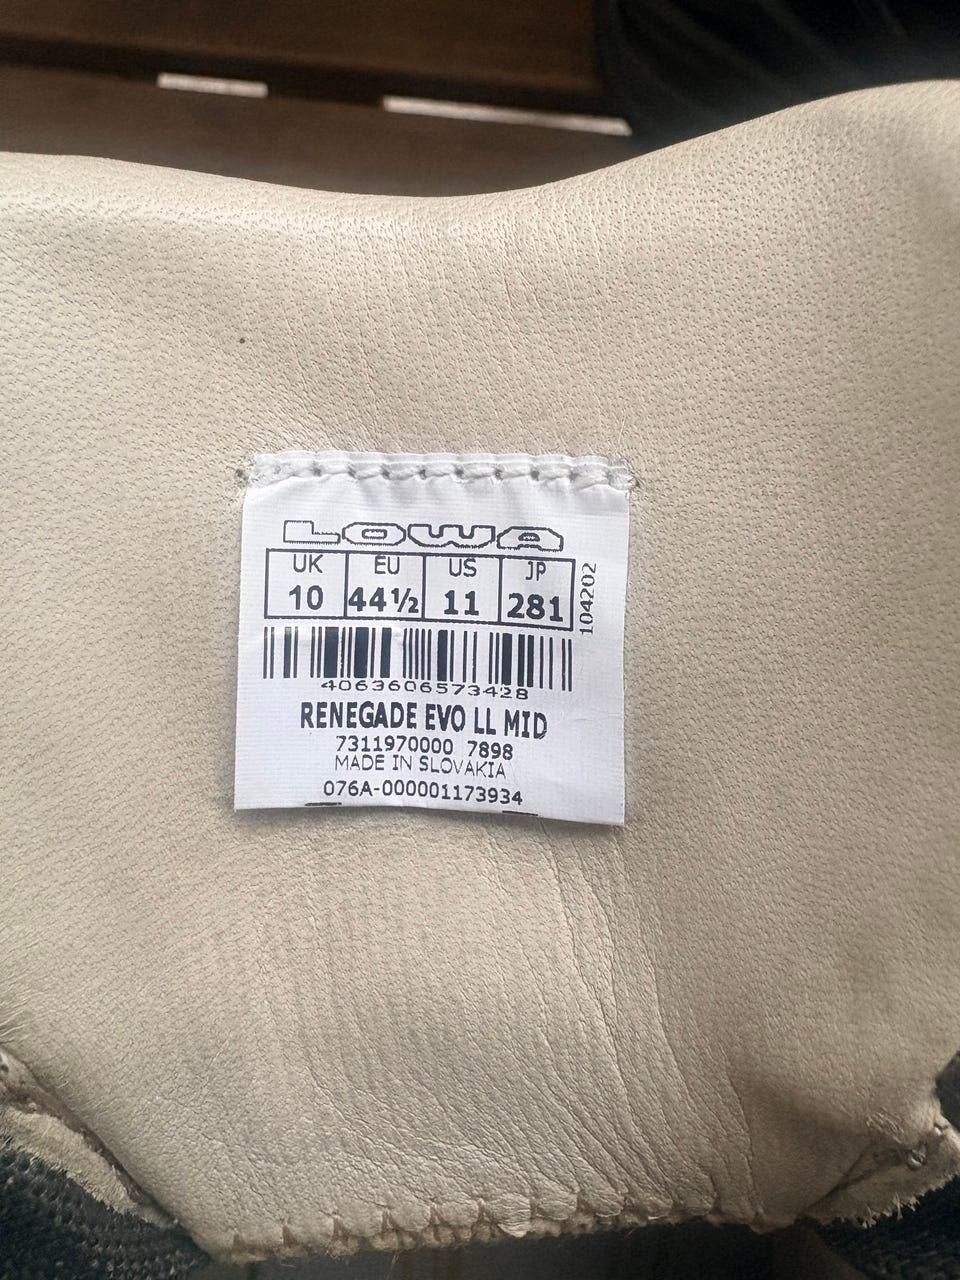 LOWA
UK EU US JP
10 44½ 11 281
104202
4063606573428
RENEGADE EVO LL MID
7311970000 7898
MADE IN SLOVAKIA
076A-000001173934